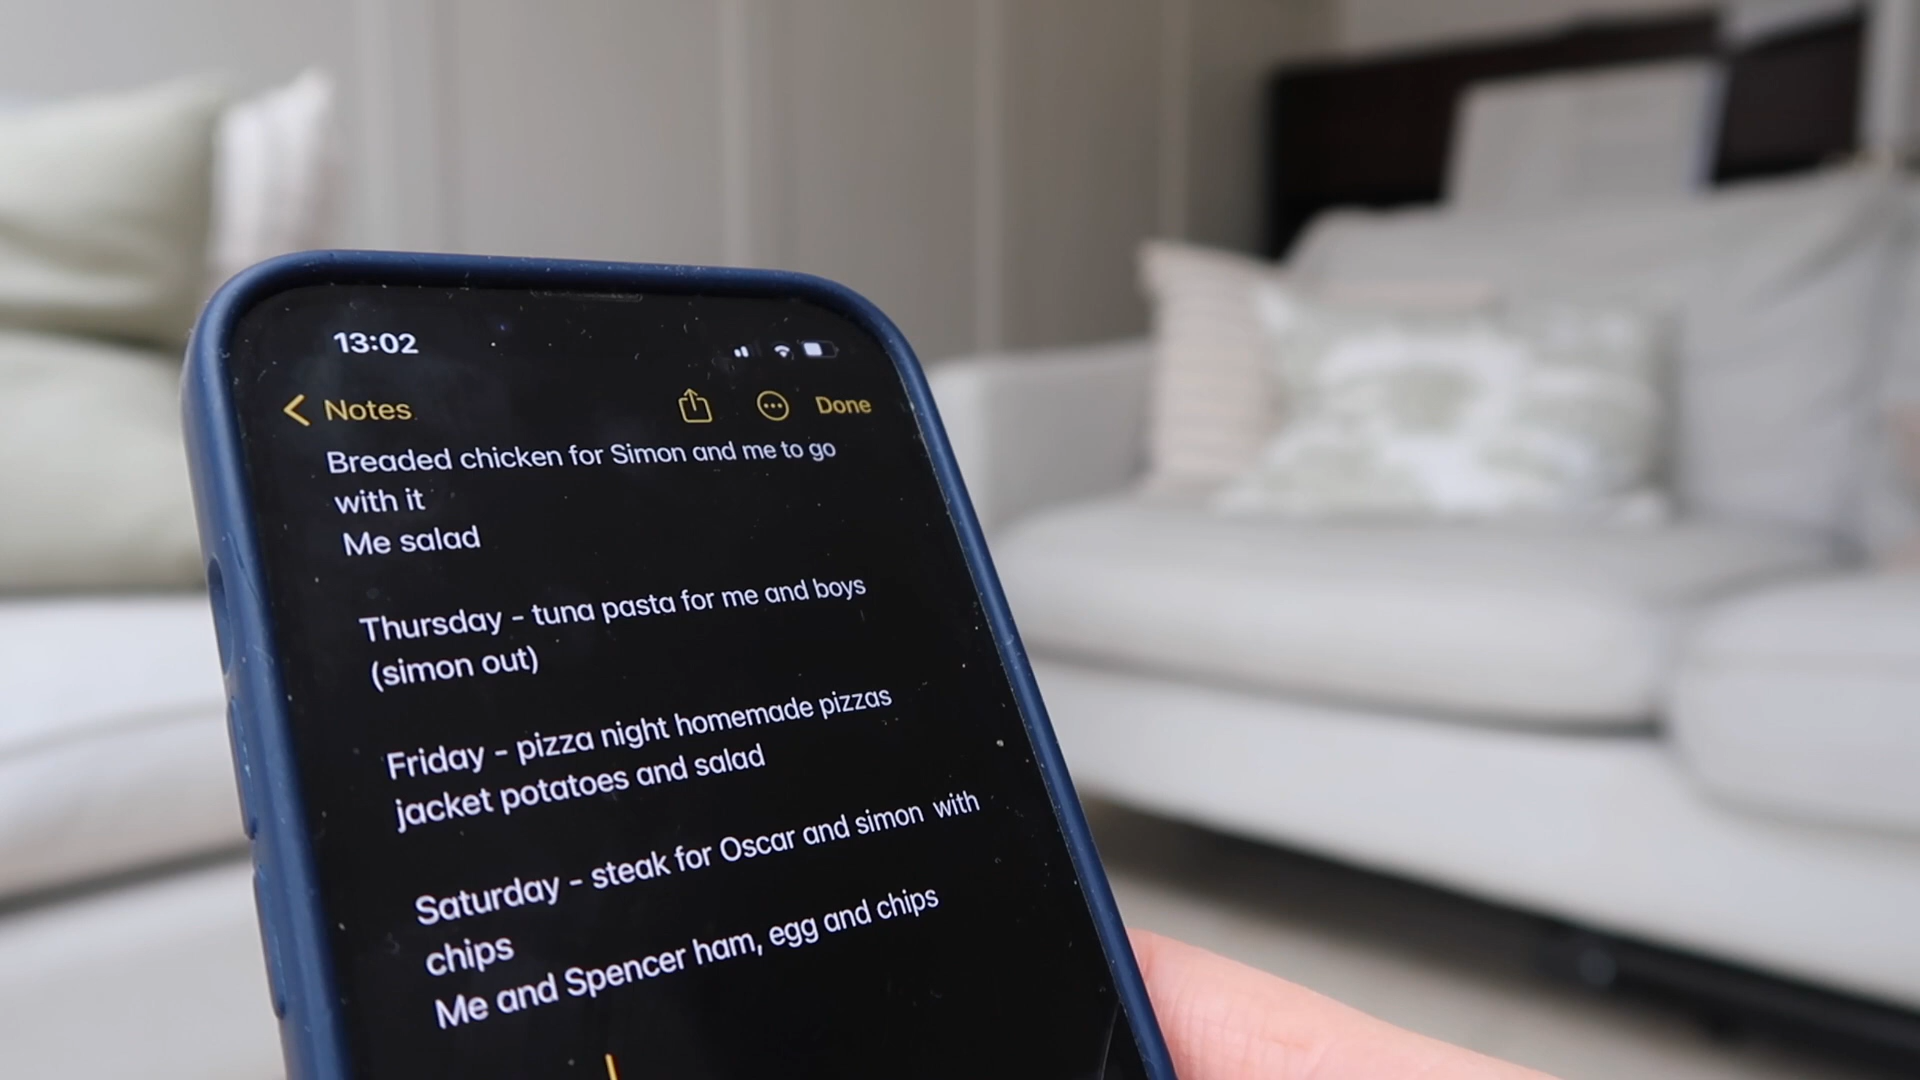 13:02
Notes
Done
Breaded chicken for Simon and me to go
with it
Me salad
Thursday - tuna pasta for me and boys
(simon out)
Friday - pizza night homemade pizzas
jacket potatoes and salad
Saturday - steak for Oscar and simon with
chips
Me and Spencer ham, egg and chips